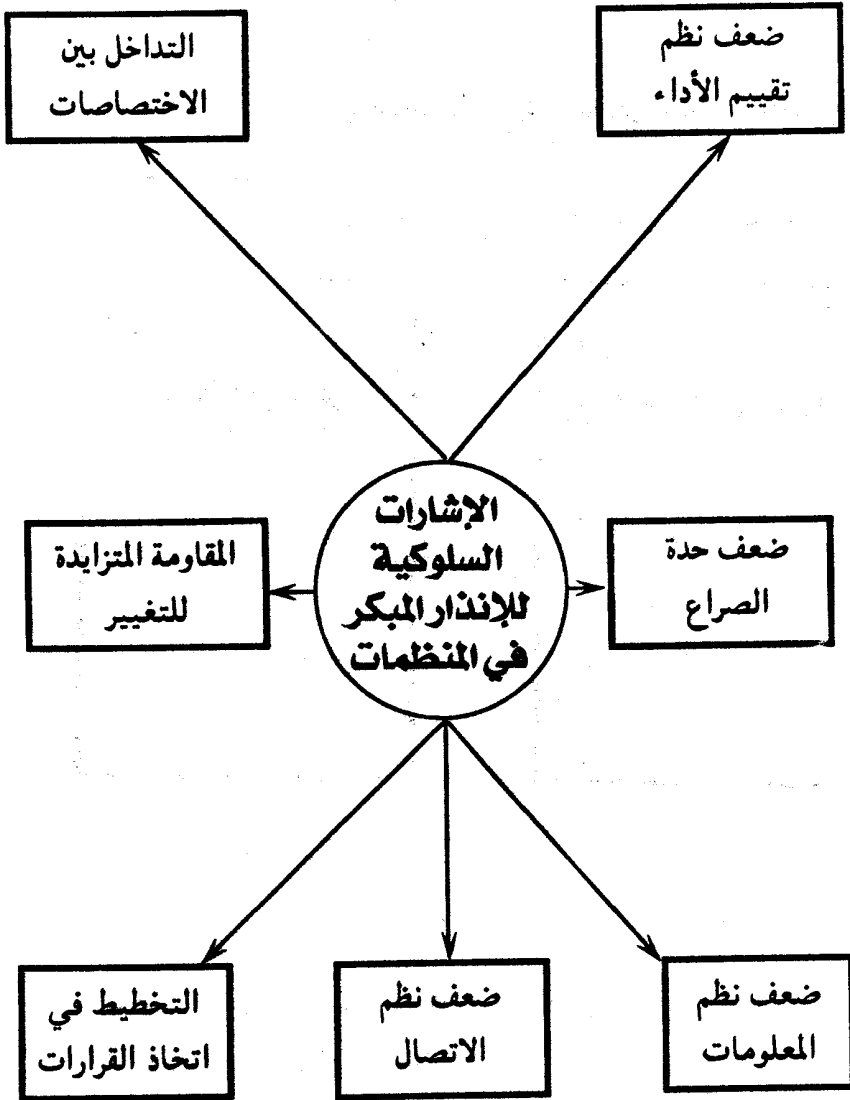 ضعف نظم
تقييم الأداء
التداخل بين
الاختصاصات
الإشارات
السلوكية
للإنذار المبكر
في المنظمات
ضعف حدة
الصراع
المقاومة المتزايدة
للتغيير
ضعف نظم
المعلومات
ضعف نظم
الاتصال
التخطيط في
اتخاذ القرارات